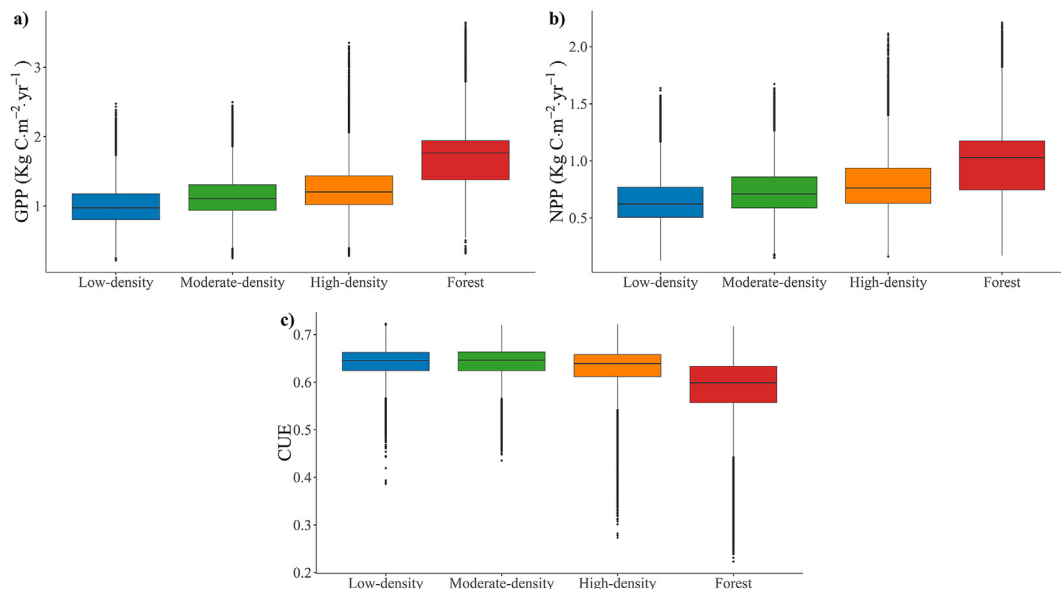 a)
GPP (Kg C·m⁻²·yr⁻¹ )
3
2
1
Low-density Moderate-density High-density Forest
b)
NPP (Kg C·m⁻²·yr⁻¹ )
2.0
1.5
1.0
0.5
Low-density Moderate-density High-density Forest
c)
CUE
0.7
0.6
0.5
0.4
0.3
0.2
Low-density Moderate-density High-density Forest